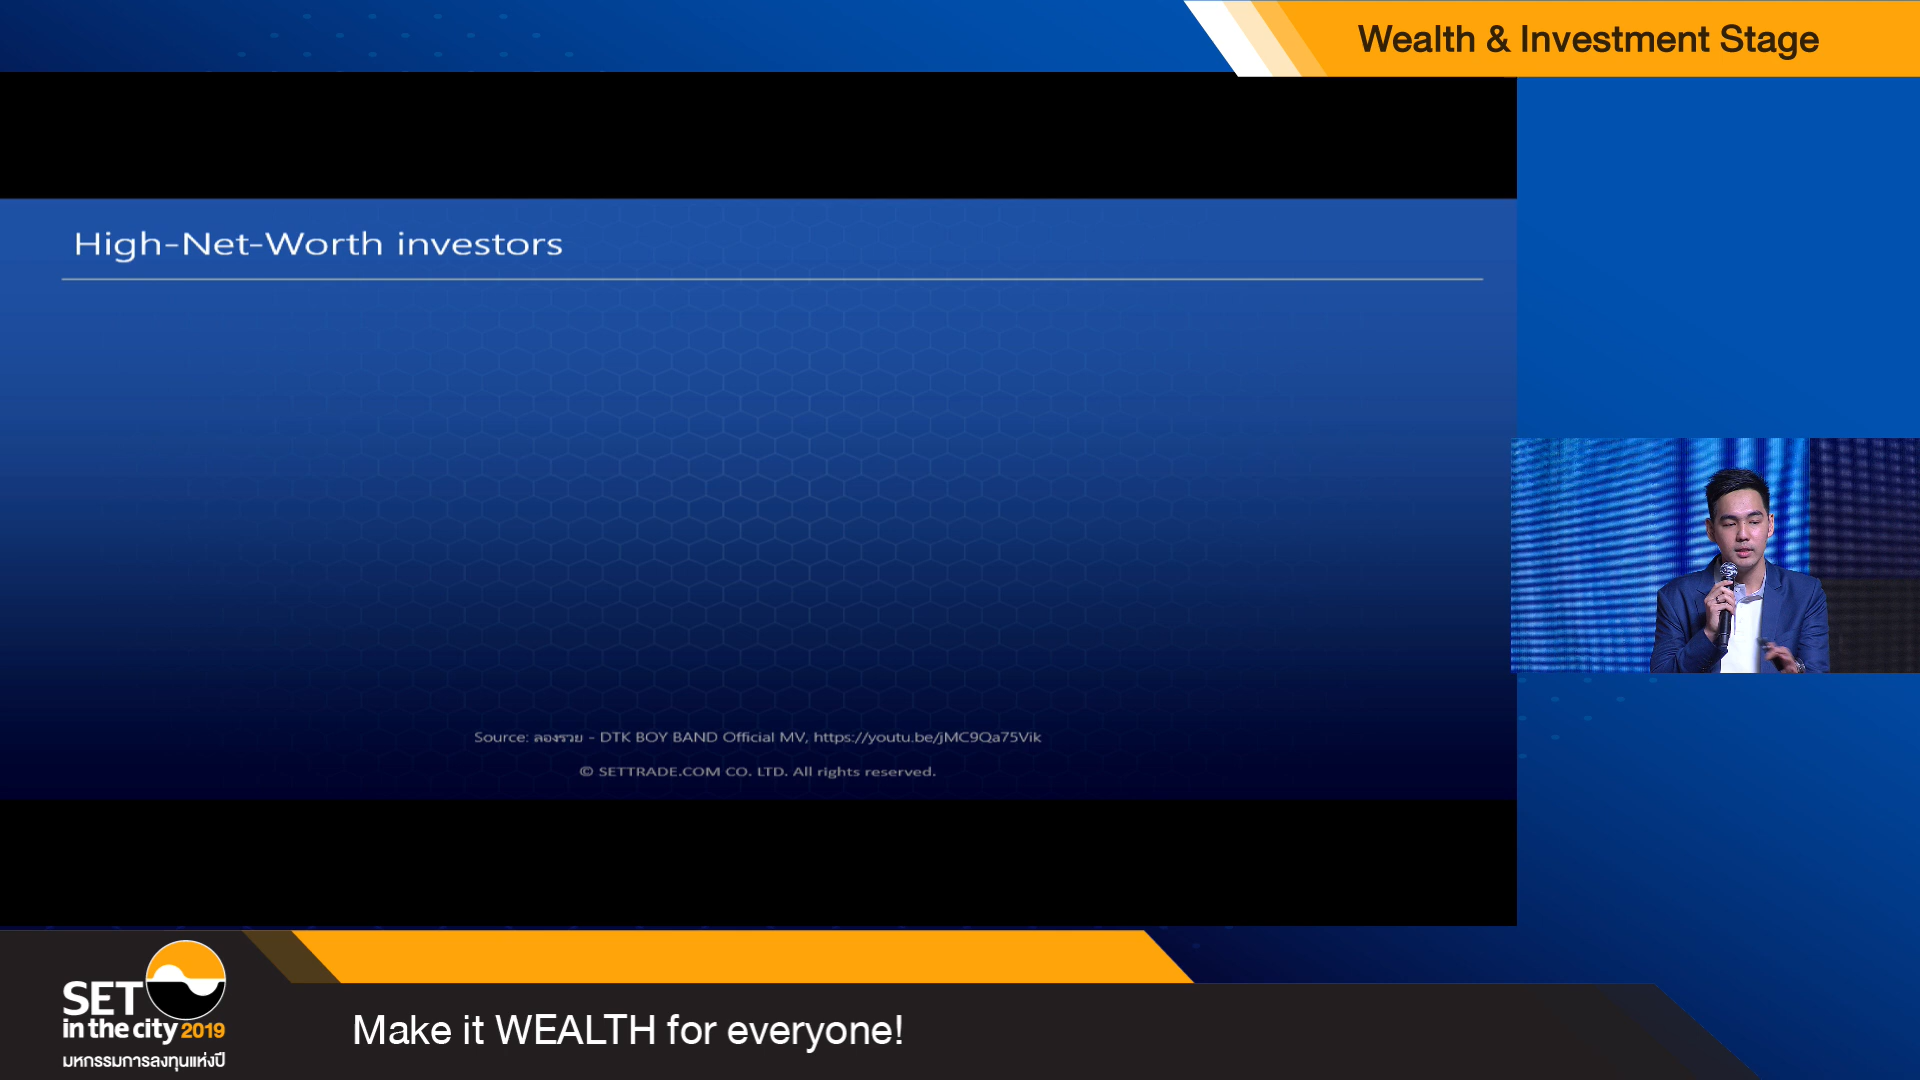 Wealth & Investment Stage
High-Net-Worth investors
Source: ลองรวย - DTK BOY BAND Official MV, https://youtu.be/jMC9Qa75Vik
© SETTRADE.COM CO. LTD. All rights reserved.
SET
in the city 2019
มหกรรมการลงทุนแห่งปี
Make it WEALTH for everyone!